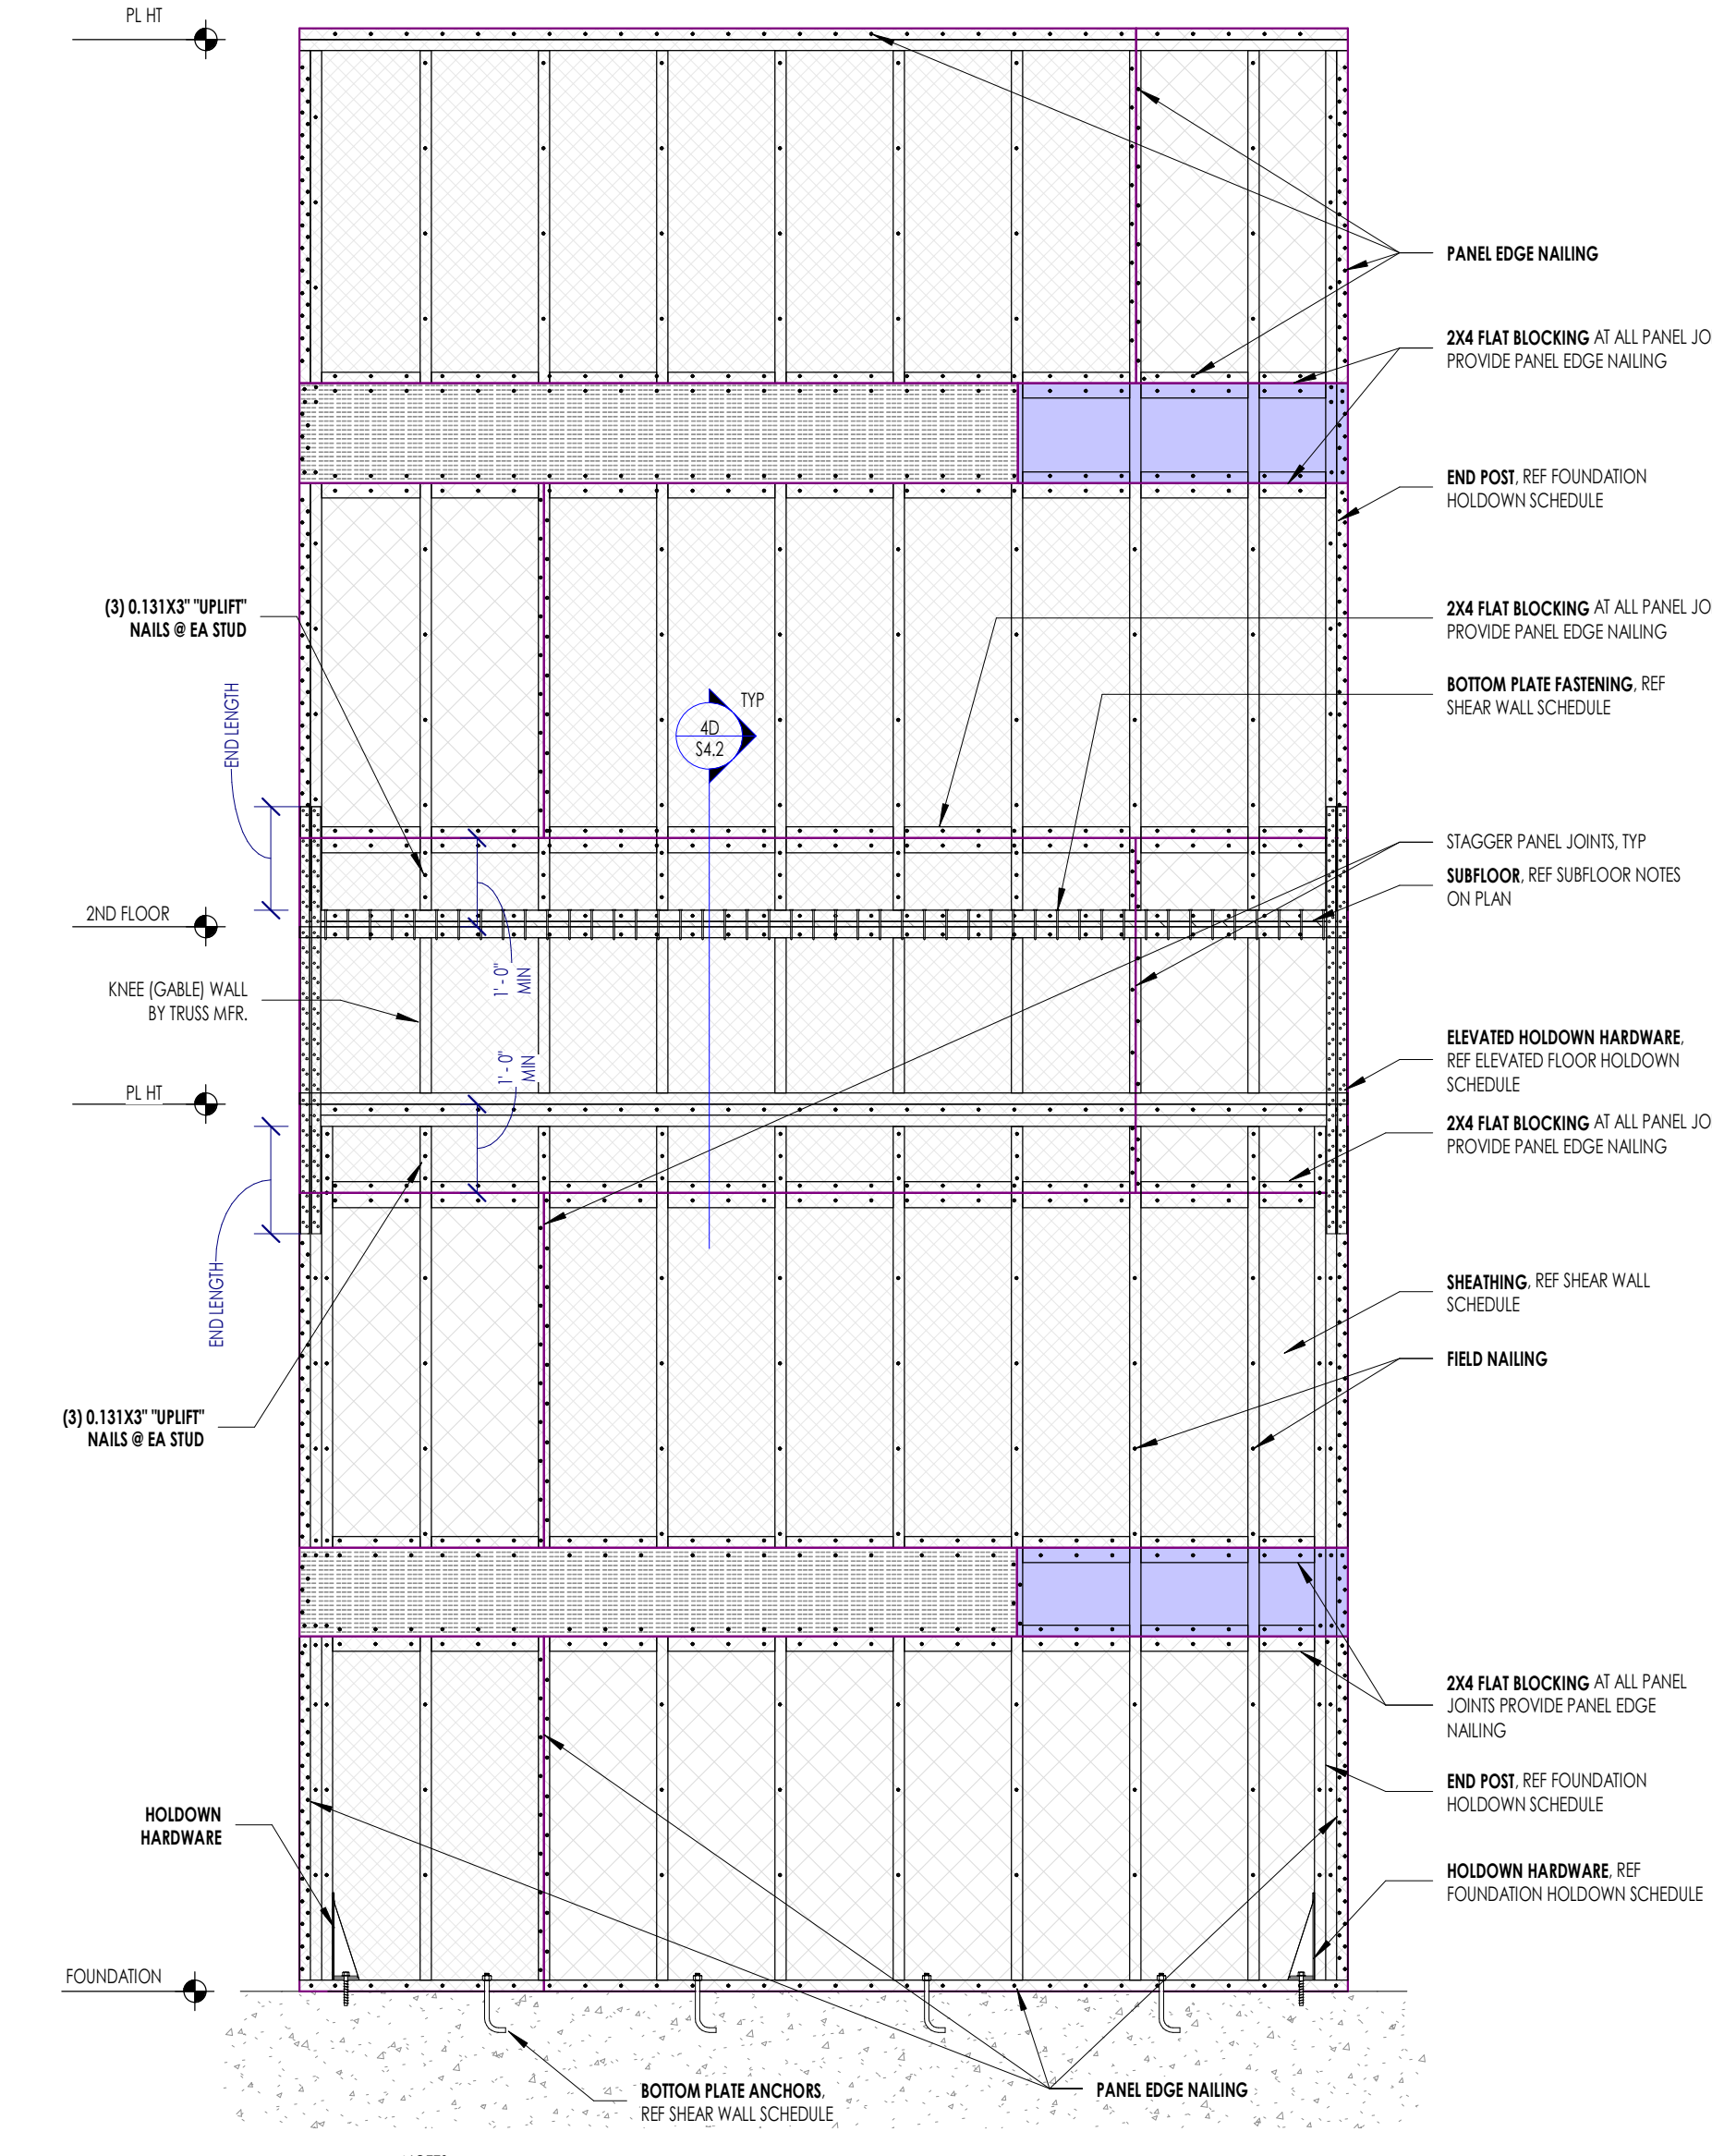 PL HT
PANEL EDGE NAILING
2X4 FLAT BLOCKING AT ALL PANEL JO
PROVIDE PANEL EDGE NAILING
END POST, REF FOUNDATION
HOLDOWN SCHEDULE
(3) 0.131X3" "UPLIFT"
NAILS @ EA STUD
2X4 FLAT BLOCKING AT ALL PANEL JO
PROVIDE PANEL EDGE NAILING
END LENGTH
TYP
4D
S4.2
BOTTOM PLATE FASTENING, REF
SHEAR WALL SCHEDULE
STAGGER PANEL JOINTS, TYP
SUBFLOOR, REF SUBFLOOR NOTES
ON PLAN
2ND FLOOR
1' - 0"
MIN
KNEE (GABLE) WALL
BY TRUSS MFR.
ELEVATED HOLDOWN HARDWARE,
REF ELEVATED FLOOR HOLDOWN
SCHEDULE
1' - 0"
MIN
PL HT
2X4 FLAT BLOCKING AT ALL PANEL JO
PROVIDE PANEL EDGE NAILING
END LENGTH
SHEATHING, REF SHEAR WALL
SCHEDULE
FIELD NAILING
(3) 0.131X3" "UPLIFT"
NAILS @ EA STUD
2X4 FLAT BLOCKING AT ALL PANEL
JOINTS PROVIDE PANEL EDGE
NAILING
END POST, REF FOUNDATION
HOLDOWN SCHEDULE
HOLDOWN
HARDWARE
HOLDOWN HARDWARE, REF
FOUNDATION HOLDOWN SCHEDULE
FOUNDATION
BOTTOM PLATE ANCHORS,
REF SHEAR WALL SCHEDULE
PANEL EDGE NAILING